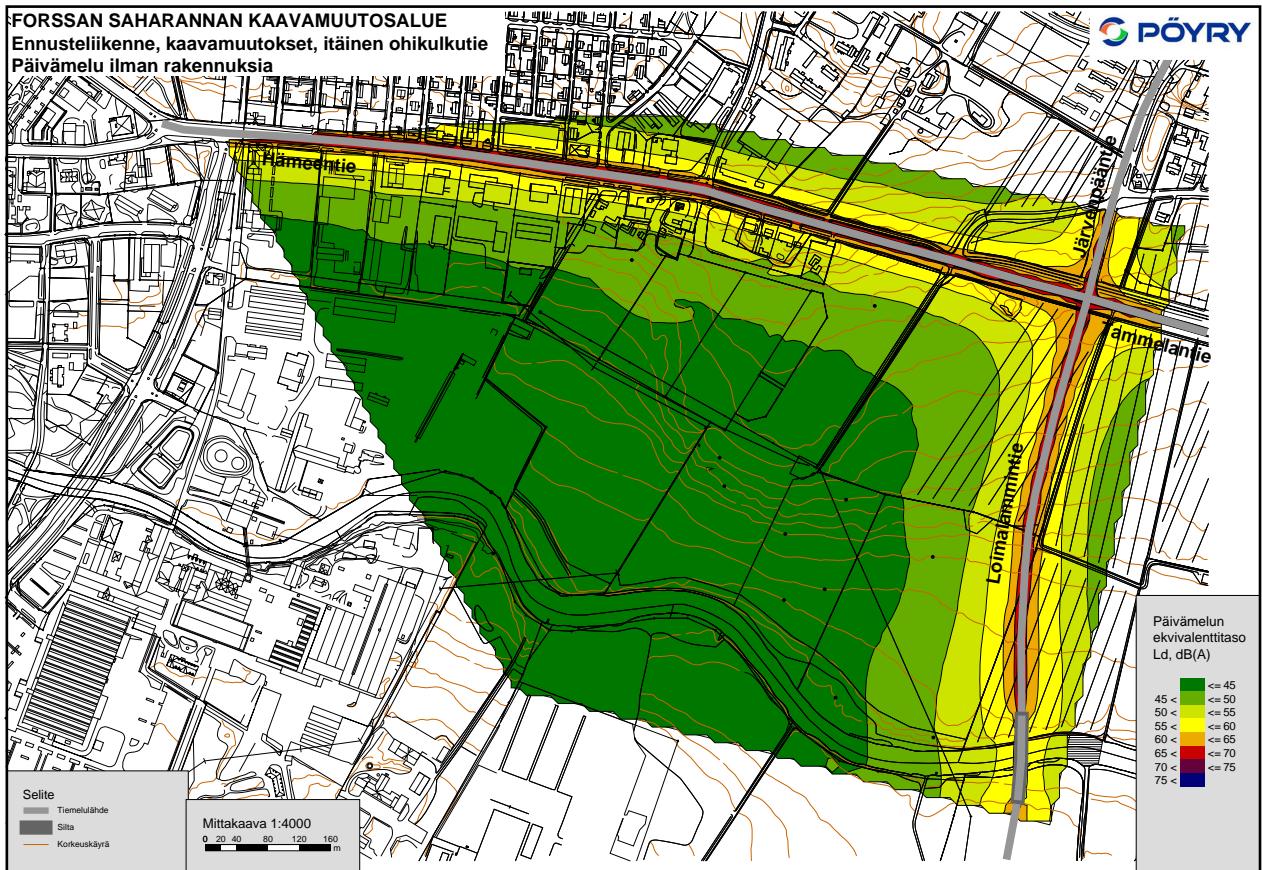 FORSSAN SAHARANNAN KAAVAMUUTOSALUE
Ennusteliikenne, kaavamuutokset, itäinen ohikulkutie
Päivämelu ilman rakennuksia
PÖYRY
Hämeentie
Järvenpääntie
Tammelantie
Loimalammintie
Päivämelun
ekvivalenttitaso
Ld, dB(A)
<= 45
45 < <= 50
50 < <= 55
55 < <= 60
60 < <= 65
65 < <= 70
70 < <= 75
75 <
Selite
Tiemelulähde
Silta
Korkeuskäyrä
Mittakaava 1:4000
0 20 40 80 120 160
m